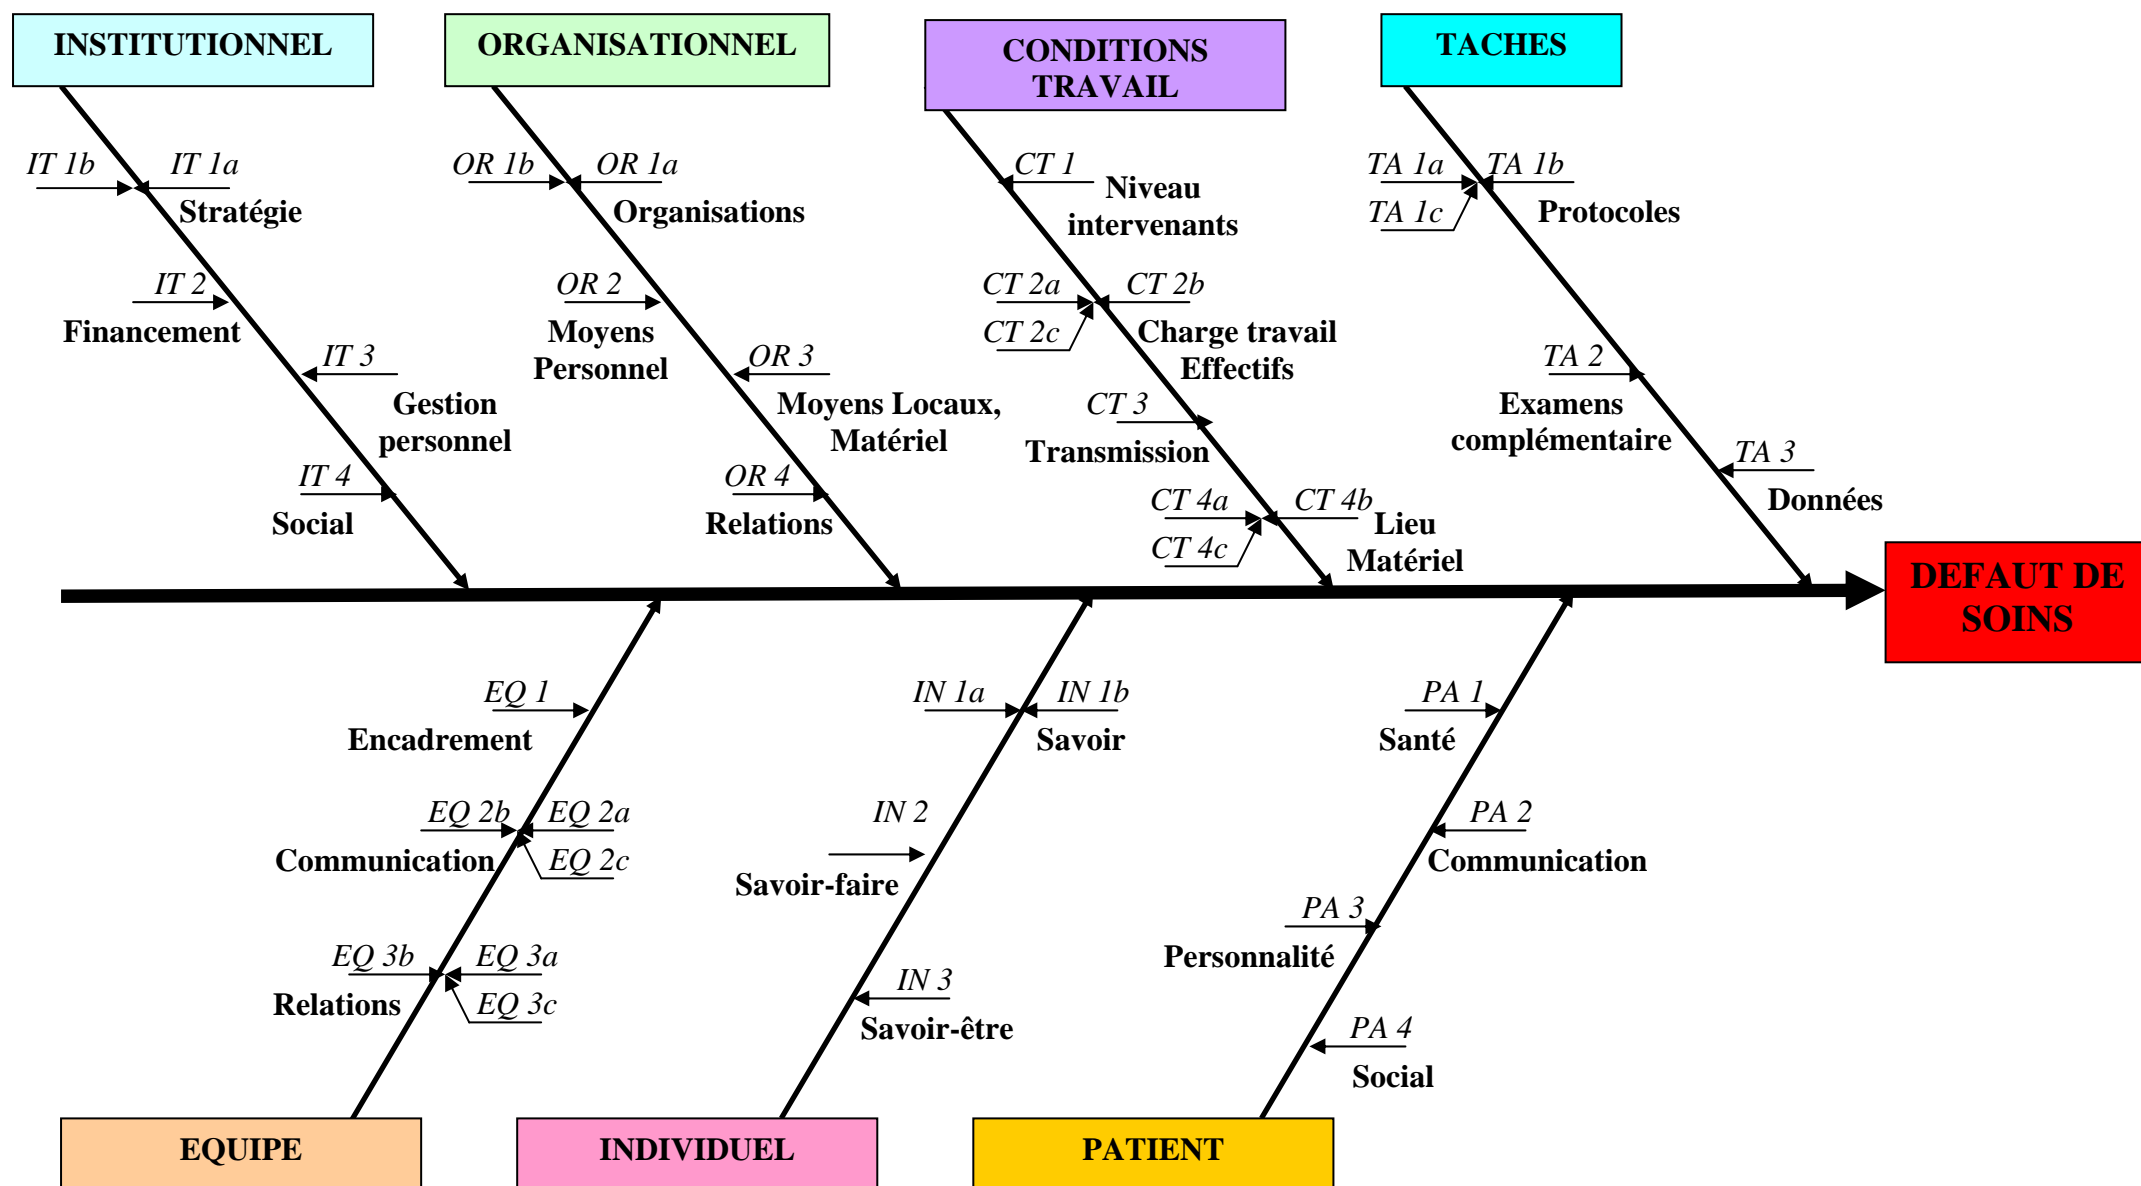 INSTITUTIONNEL
ORGANISATIONNEL
CONDITIONS
TRAVAIL
TACHES
IT 1b
IT 1a
Stratégie
IT 2
Financement
IT 3
Gestion
personnel
IT 4
Social
OR 1b
OR 1a
Organisations
OR 2
Moyens
Personnel
OR 3
Moyens Locaux,
Matériel
OR 4
Relations
CT 1
Niveau
intervenants
CT 2a
CT 2b
CT 2c
Charge travail
Effectifs
CT 3
Transmission
CT 4a
CT 4b
CT 4c
Lieu
Matériel
TA 1a
TA 1b
TA 1c
Protocoles
TA 2
Examens
complémentaire
TA 3
Données
DEFAUT DE
SOINS
EQ 1
Encadrement
EQ 2b
EQ 2a
Communication
EQ 2c
EQ 3b
EQ 3a
Relations
EQ 3c
IN 1a
IN 1b
Savoir
IN 2
Savoir-faire
IN 3
Savoir-être
PA 1
Santé
PA 2
Communication
PA 3
Personnalité
PA 4
Social
EQUIPE
INDIVIDUEL
PATIENT